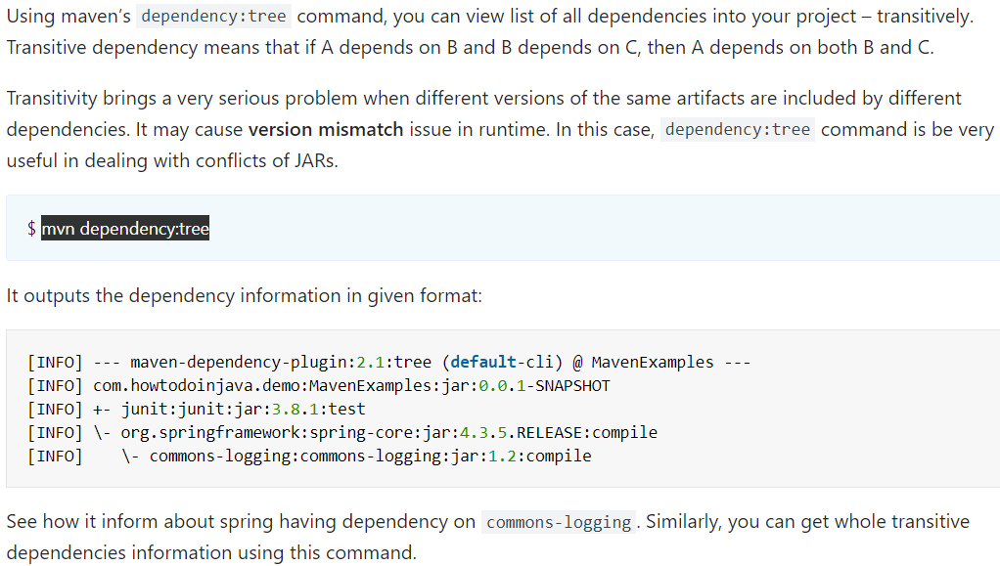 Using maven’s dependency:tree command, you can view list of all dependencies into your project – transitively.
Transitive dependency means that if A depends on B and B depends on C, then A depends on both B and C.
Transitivity brings a very serious problem when different versions of the same artifacts are included by different
dependencies. It may cause version mismatch issue in runtime. In this case, dependency:tree command is be very
useful in dealing with conflicts of JARs.
$ mvn dependency:tree
It outputs the dependency information in given format:
[INFO] --- maven-dependency-plugin:2.1:tree (default-cli) @ MavenExamples ---
[INFO] com.howtodoinjava.demo:MavenExamples:jar:0.0.1-SNAPSHOT
[INFO] +- junit:junit:jar:3.8.1:test
[INFO] \- org.springframework:spring-core:jar:4.3.5.RELEASE:compile
[INFO]    \- commons-logging:commons-logging:jar:1.2:compile
See how it inform about spring having dependency on commons-logging. Similarly, you can get whole transitive
dependencies information using this command.